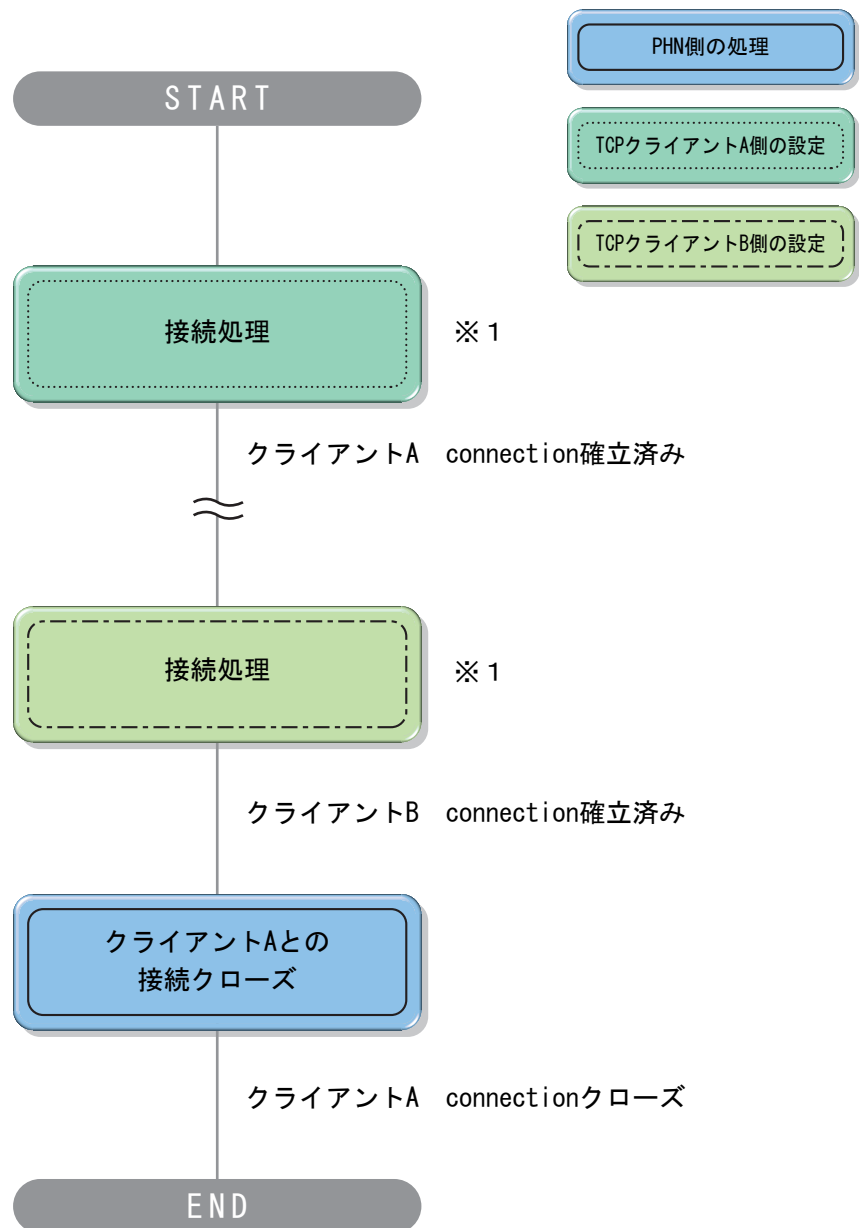 PHN側の処理
START
TCPクライアントA側の設定
TCPクライアントB側の設定
接続処理 ※1
クライアントA connection確立済み
接続処理 ※1
クライアントB connection確立済み
クライアントAとの
接続クローズ
クライアントA connectionクローズ
END